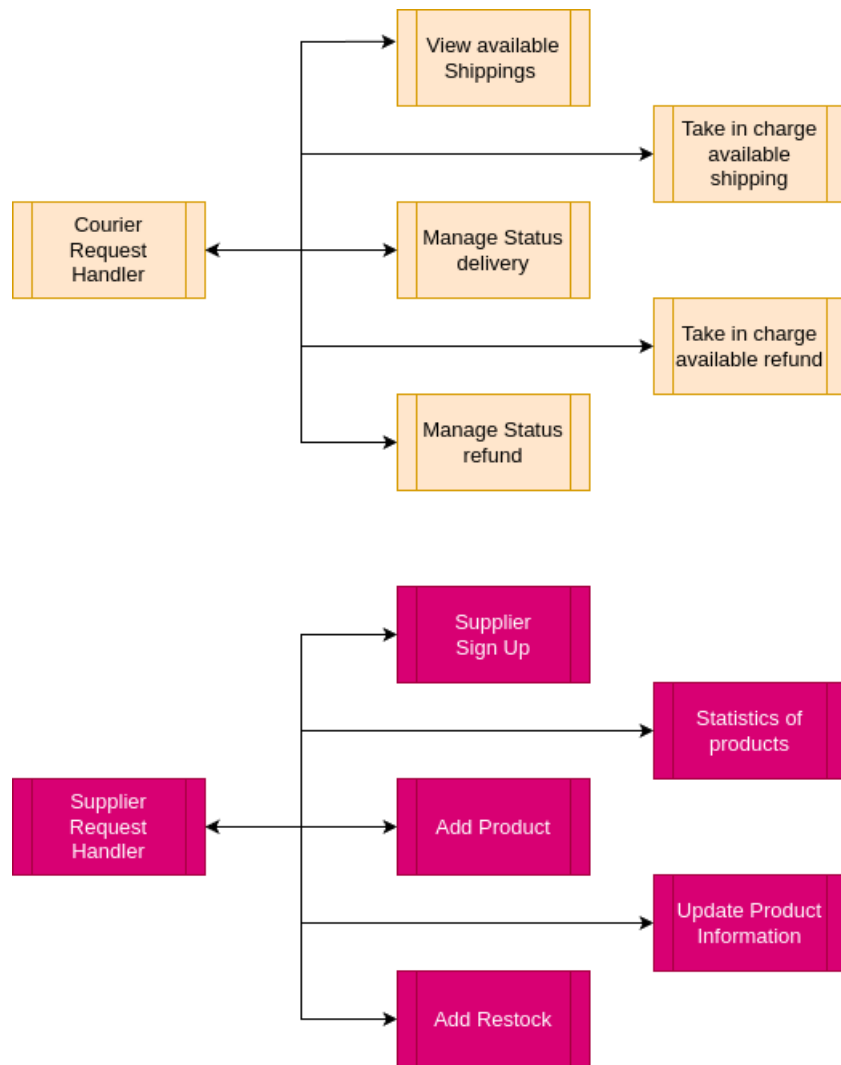 View available
Shippings
Take in charge
available
shipping
Courier
Request
Handler
Manage Status
delivery
Take in charge
available refund
Manage Status
refund
Supplier
Sign Up
Statistics of
products
Supplier
Request
Handler
Add Product
Update Product
Information
Add Restock